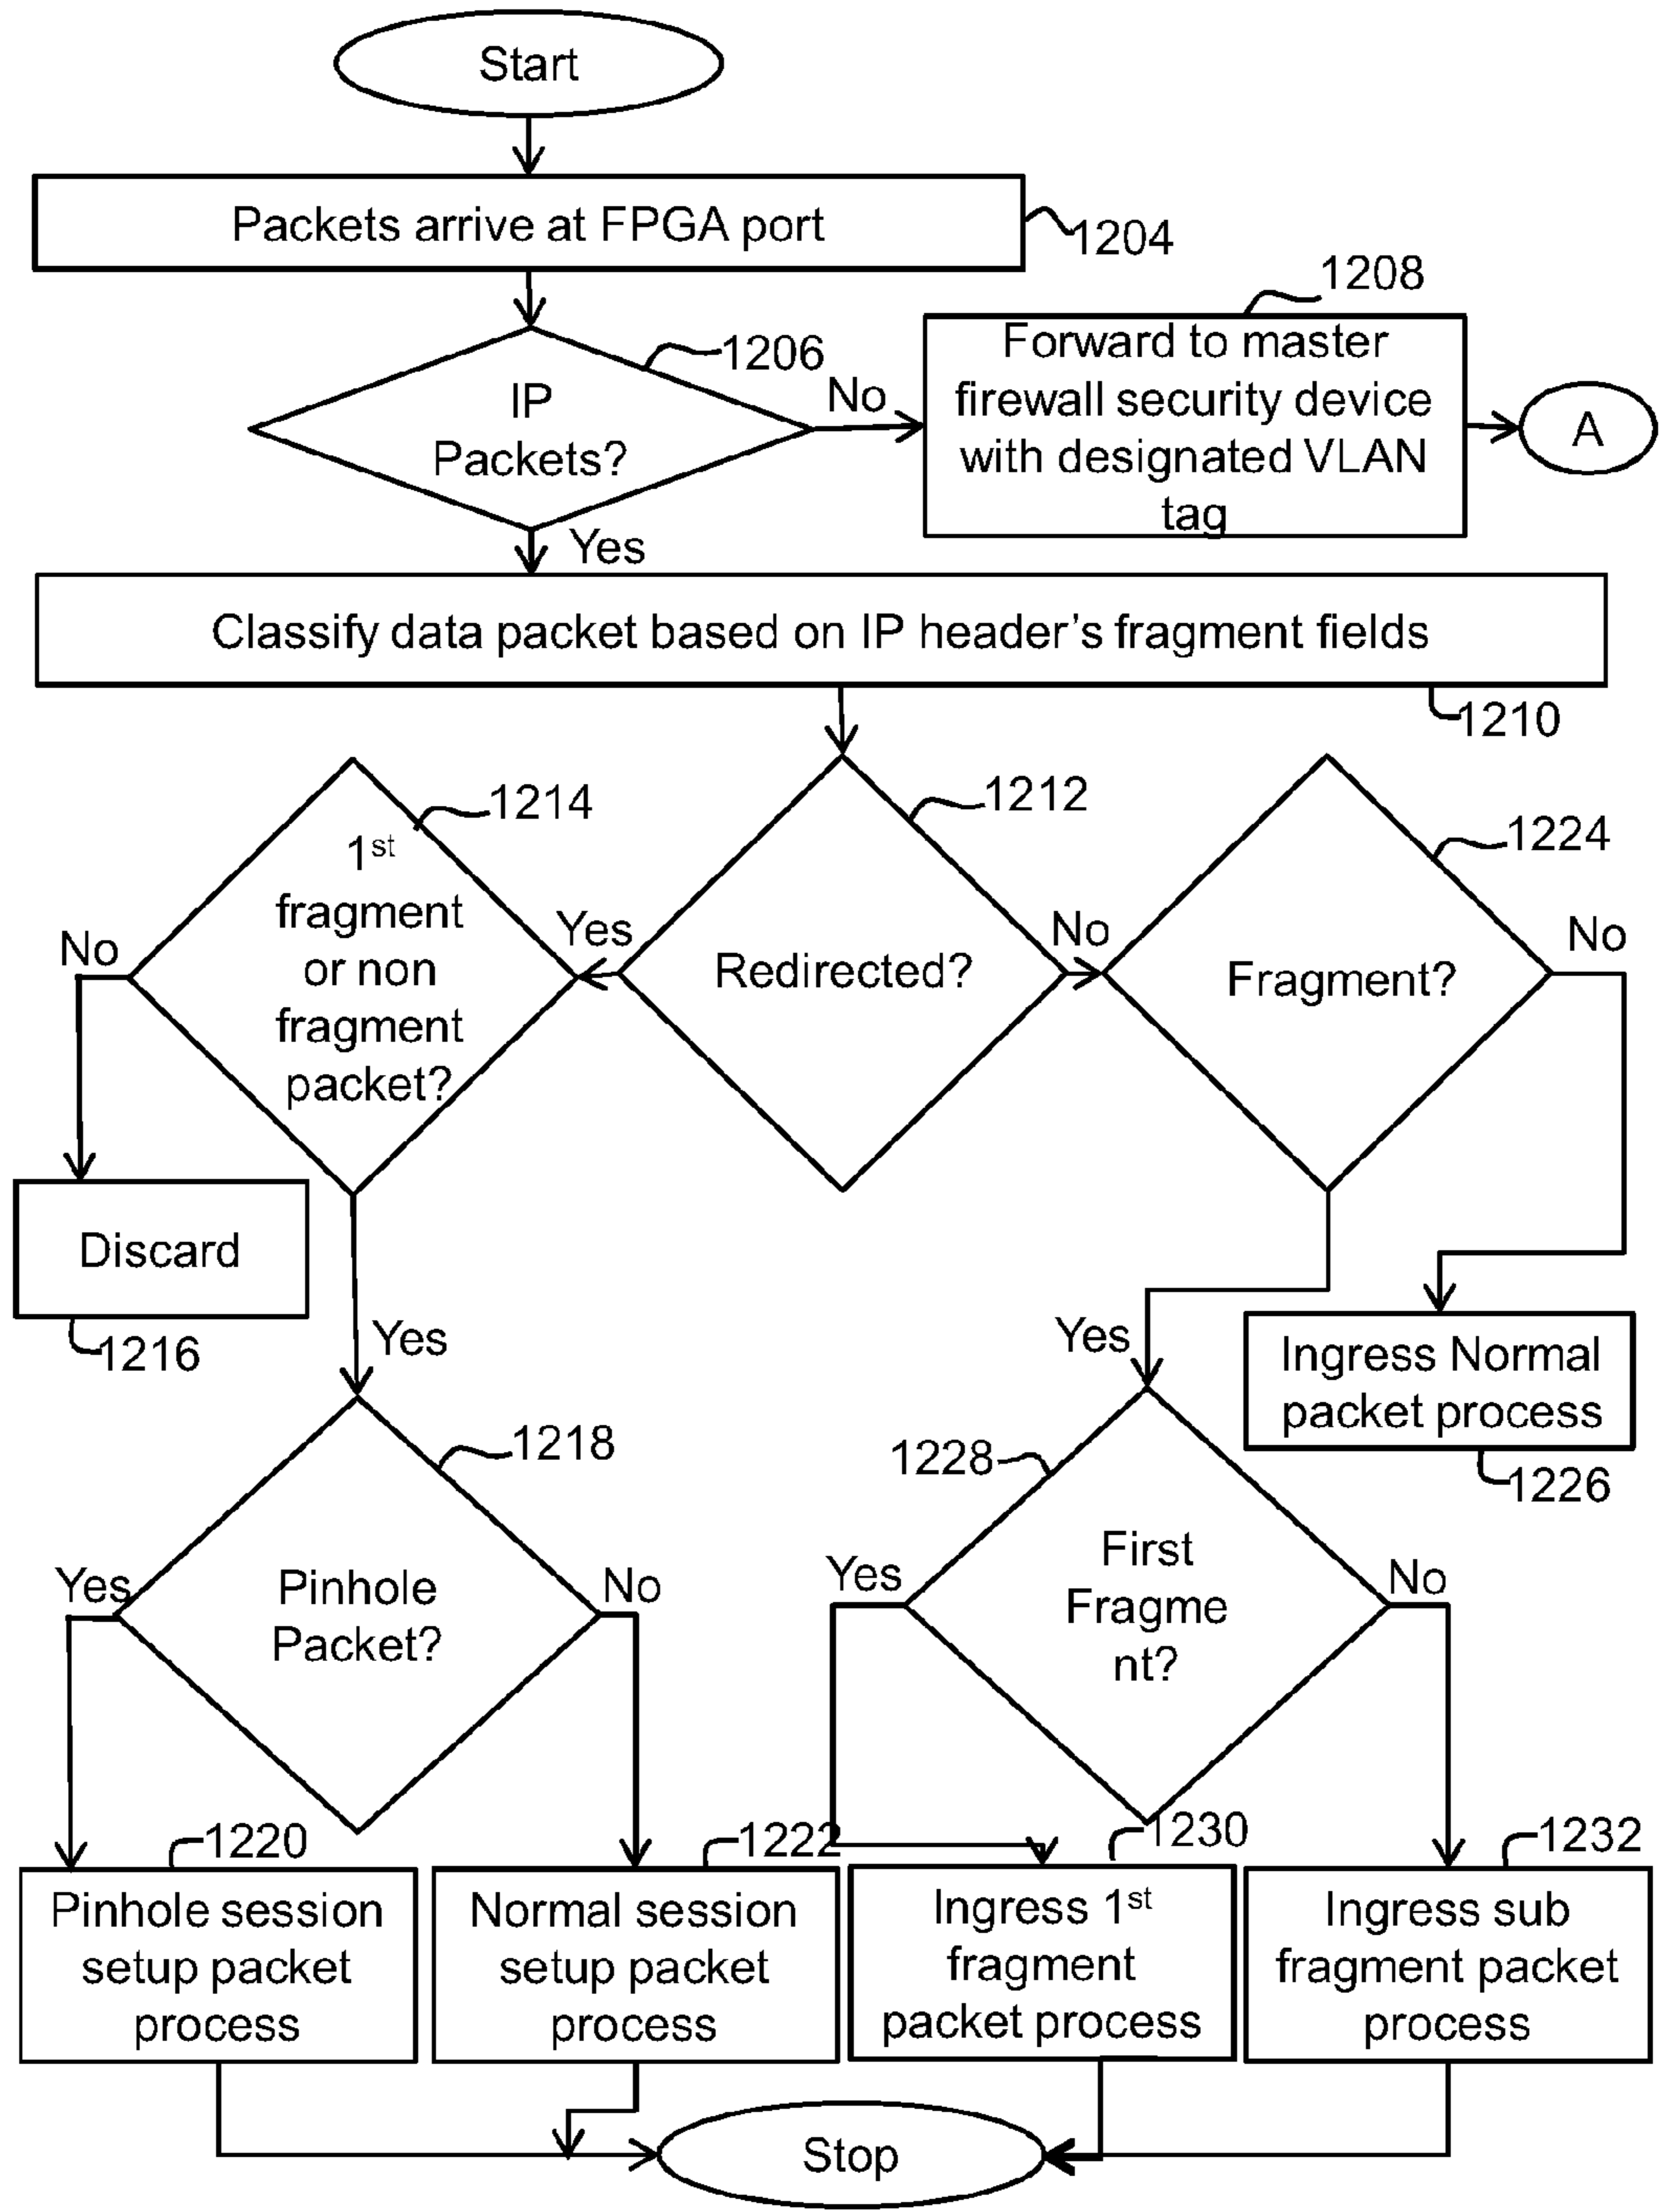 Start
Packets arrive at FPGA port
1204
1208
Forward to master
firewall security device
with designated VLAN
tag
A
1206
IP
Packets?
No
Yes
Classify data packet based on IP header’s fragment fields
1210
1214
1st
fragment
or non
fragment
packet?
No
Yes
1212
Redirected?
No
1224
Fragment?
No
Discard
1216
Yes
Yes
Ingress Normal
packet process
1226
1218
Pinhole
Packet?
Yes
No
1228
First
Fragme
nt?
Yes
No
1220
Pinhole session
setup packet
process
1222
Normal session
setup packet
process
1230
Ingress 1st
fragment
packet process
1232
Ingress sub
fragment packet
process
Stop